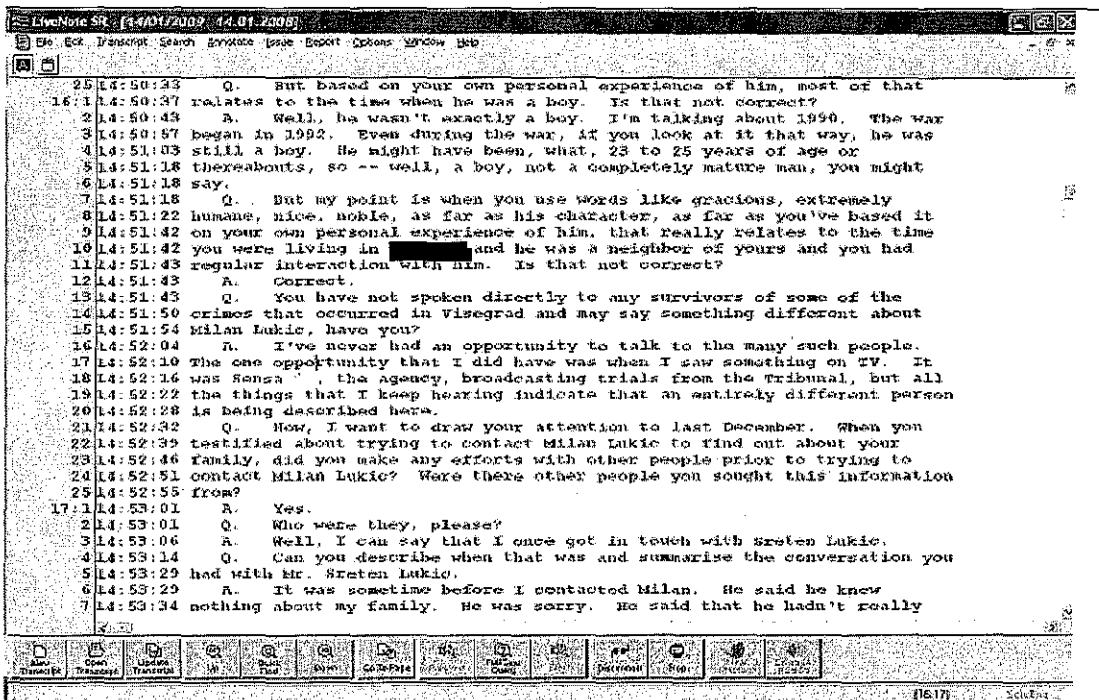 LiveNote SR - [14/01/2009 14.01.2008]
File Edit Transcript Search Annotate Issue Report Options Window Help
25 14:50:33 Q. But based on your own personal experience of him, most of that
16:1 14:50:37 relates to the time when he was a boy. Is that not correct?
2 14:50:43 A. Well, he wasn't exactly a boy. I'm talking about 1990. The war
3 14:50:57 began in 1992. Even during the war, if you look at it that way, he was
4 14:51:03 still a boy. He might have been, what, 23 to 25 years of age or
5 14:51:18 thereabouts, so -- well, a boy, not a completely mature man, you might
6 14:51:18 say.
7 14:51:18 Q. But my point is when you use words like gracious, extremely
8 14:51:22 humane, nice, noble, as far as his character, as far as you've based it
9 14:51:42 on your own personal experience of him, that really relates to the time
10 14:51:42 you were living in and he was a neighbor of yours and you had
11 14:51:43 regular interaction with him. Is that not correct?
12 14:51:43 A. Correct.
13 14:51:43 Q. You have not spoken directly to any survivors of some of the
14 14:51:50 crimes that occurred in Visegrad and may say something different about
15 14:51:54 Milan Lukic, have you?
16 14:52:04 A. I've never had an opportunity to talk to the many such people.
17 14:52:10 The one opportunity that I did have was when I saw something on TV. It
18 14:52:16 was Sensa , the agency, broadcasting trials from the Tribunal, but all
19 14:52:22 the things that I keep hearing indicate that an entirely different person
20 14:52:28 is being described here.
21 14:52:32 Q. Now, I want to draw your attention to last December. When you
22 14:52:39 testified about trying to contact Milan Lukic to find out about your
23 14:52:46 family, did you make any efforts with other people prior to trying to
24 14:52:51 contact Milan Lukic? Were there other people you sought this information
25 14:52:55 from?
17:1 14:53:01 A. Yes.
2 14:53:01 Q. Who were they, please?
3 14:53:06 A. Well, I can say that I once got in touch with Sreten Lukic.
4 14:53:14 Q. Can you describe when that was and summarise the conversation you
5 14:53:29 had with Mr. Sreten Lukic.
6 14:53:29 A. It was sometime before I contacted Milan. He said he knew
7 14:53:34 nothing about my family. He was sorry. He said that he hadn't really
Open Transcript Update Transcript Quick Find Go To Page Full Text Query Disconnect
[16:17]